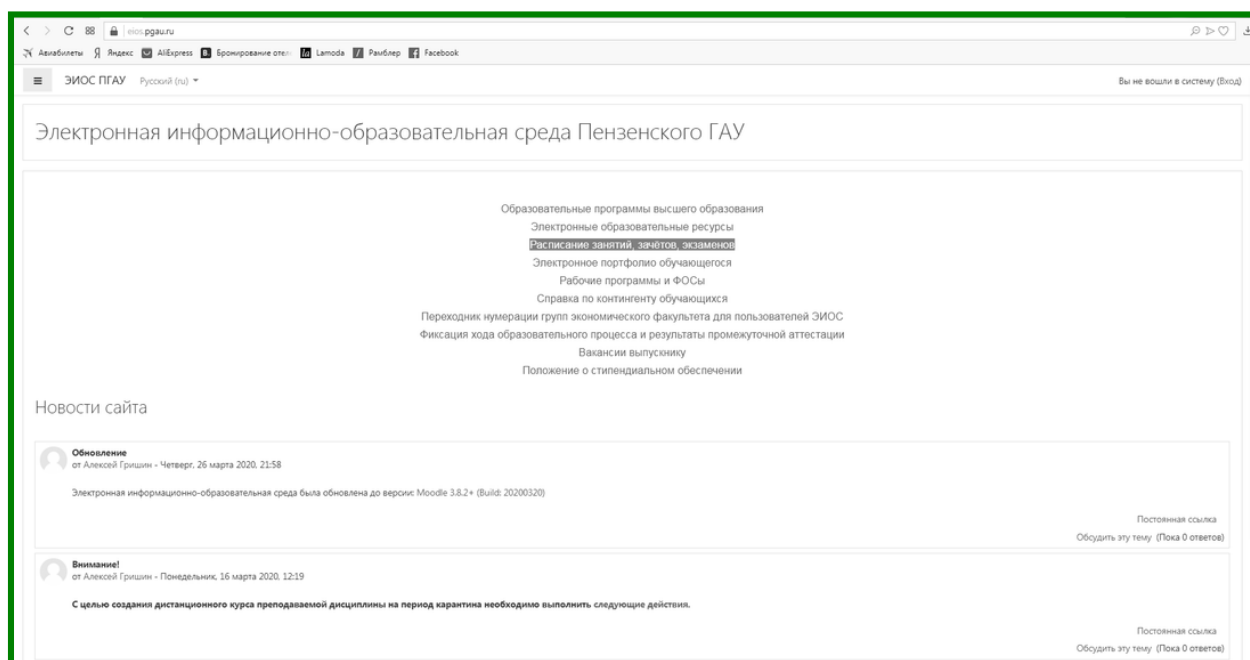 eios.pgau.ru
Авиабилеты Яндекс AliExpress Бронирование отел Lamoda Рамблер Facebook
ЭИОС ПГАУ Русский (ru) Вы не вошли в систему (Вход)
Электронная информационно-образовательная среда Пензенского ГАУ
Образовательные программы высшего образования
Электронные образовательные ресурсы
Расписание занятий, зачётов, экзаменов
Электронное портфолио обучающегося
Рабочие программы и ФОСы
Справка по контингенту обучающихся
Переходник нумерации групп экономического факультета для пользователей ЭИОС
Фиксация хода образовательного процесса и результаты промежуточной аттестации
Вакансии выпускнику
Положение о стипендиальном обеспечении
Новости сайта
Обновление
от Алексей Гришин - Четверг, 26 марта 2020, 21:58
Электронная информационно-образовательная среда была обновлена до версии: Moodle 3.8.2+ (Build: 20200320)
Постоянная ссылка
Обсудить эту тему (Пока 0 ответов)
Внимание!
от Алексей Гришин - Понедельник, 16 марта 2020, 12:19
С целью создания дистанционного курса преподаваемой дисциплины на период карантина необходимо выполнить следующие действия.
Постоянная ссылка
Обсудить эту тему (Пока 0 ответов)